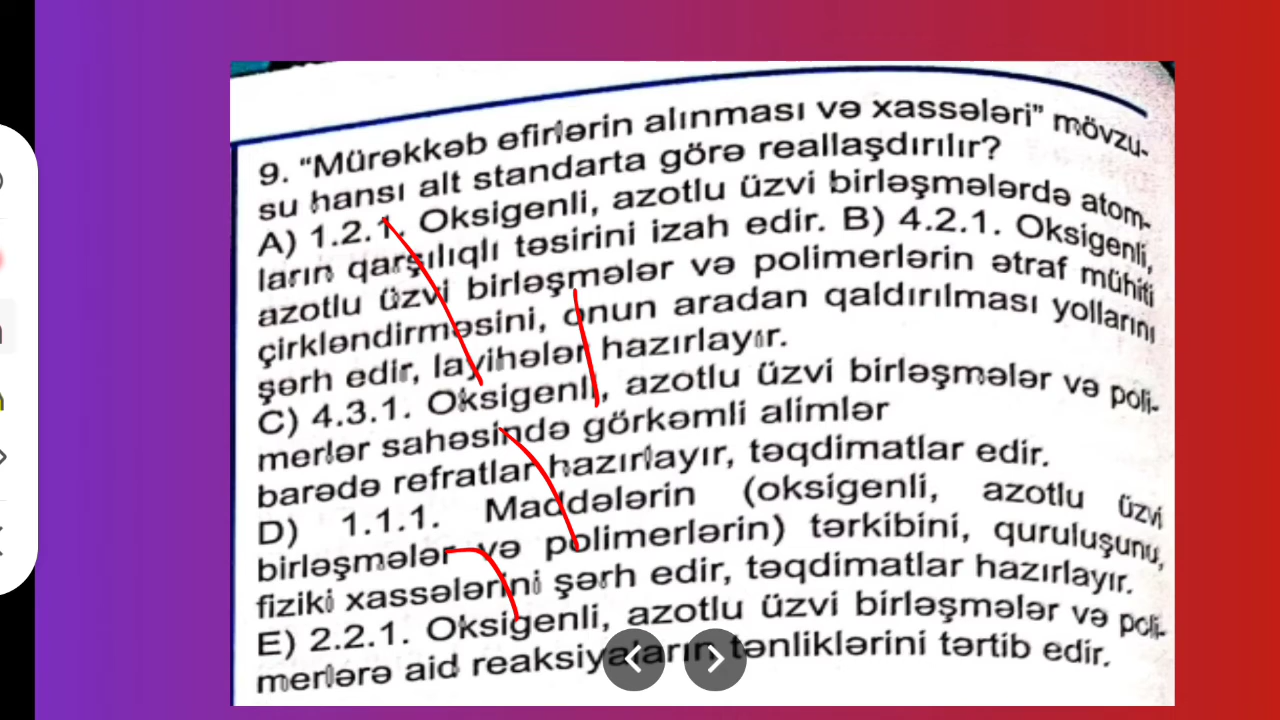 9. “Mürəkkəb efirlərin alınması və xassələri” mövzu-
su hansı alt standarta görə reallaşdırılır?
A) 1.2.1. Oksigenli, azotlu üzvi birləşmələrdə atom-
ların qarşılıqlı təsirini izah edir. B) 4.2.1. Oksigenli,
azotlu üzvi birləşmələr və polimerlərin ətraf mühiti
çirkləndirməsini, onun aradan qaldırılması yollarını
şərh edir, layihələr hazırlayır.
C) 4.3.1. Oksigenli, azotlu üzvi birləşmələr və poli-
merlər sahəsində görkəmli alimlər
barədə refratlar hazırlayır, təqdimatlar edir.
D) 1.1.1. Maddələrin (oksigenli, azotlu üzvi
birləşmələr və polimerlərin) tərkibini, quruluşunu,
fiziki xassələrini şərh edir, təqdimatlar hazırlayır.
E) 2.2.1. Oksigenli, azotlu üzvi birləşmələr və poli-
merlərə aid reaksiyaların tənliklərini tərtib edir.